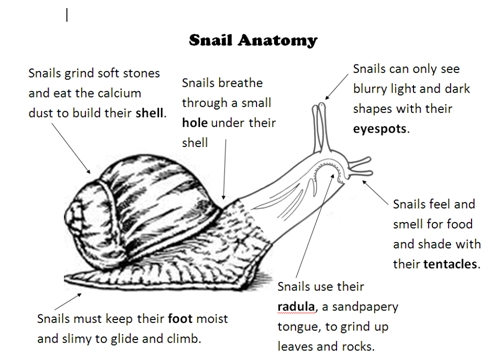 Snail Anatomy
Snails grind soft stones
and eat the calcium
dust to build their shell.
Snails breathe
through a small
hole under their
shell
Snails can only see
blurry light and dark
shapes with their
eyespots.
Snails feel and
smell for food
and shade with
their tentacles.
Snails use their
radula, a sandpapery
tongue, to grind up
leaves and rocks.
Snails must keep their foot moist
and slimy to glide and climb.